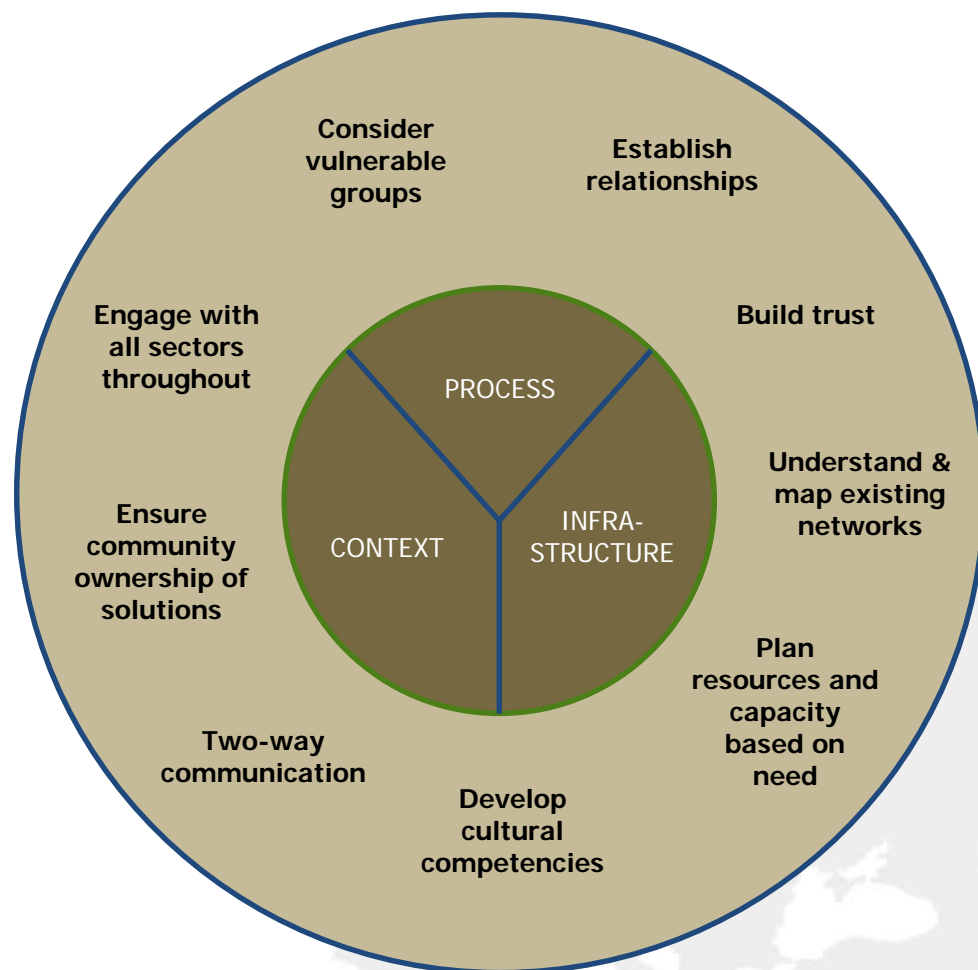 Consider
vulnerable
groups
Establish
relationships
Build trust
Understand &
map existing
networks
Plan
resources and
capacity
based on
need
Develop
cultural
competencies
Two-way
communication
Ensure
community
ownership of
solutions
Engage with
all sectors
throughout
PROCESS
INFRA-
STRUCTURE
CONTEXT